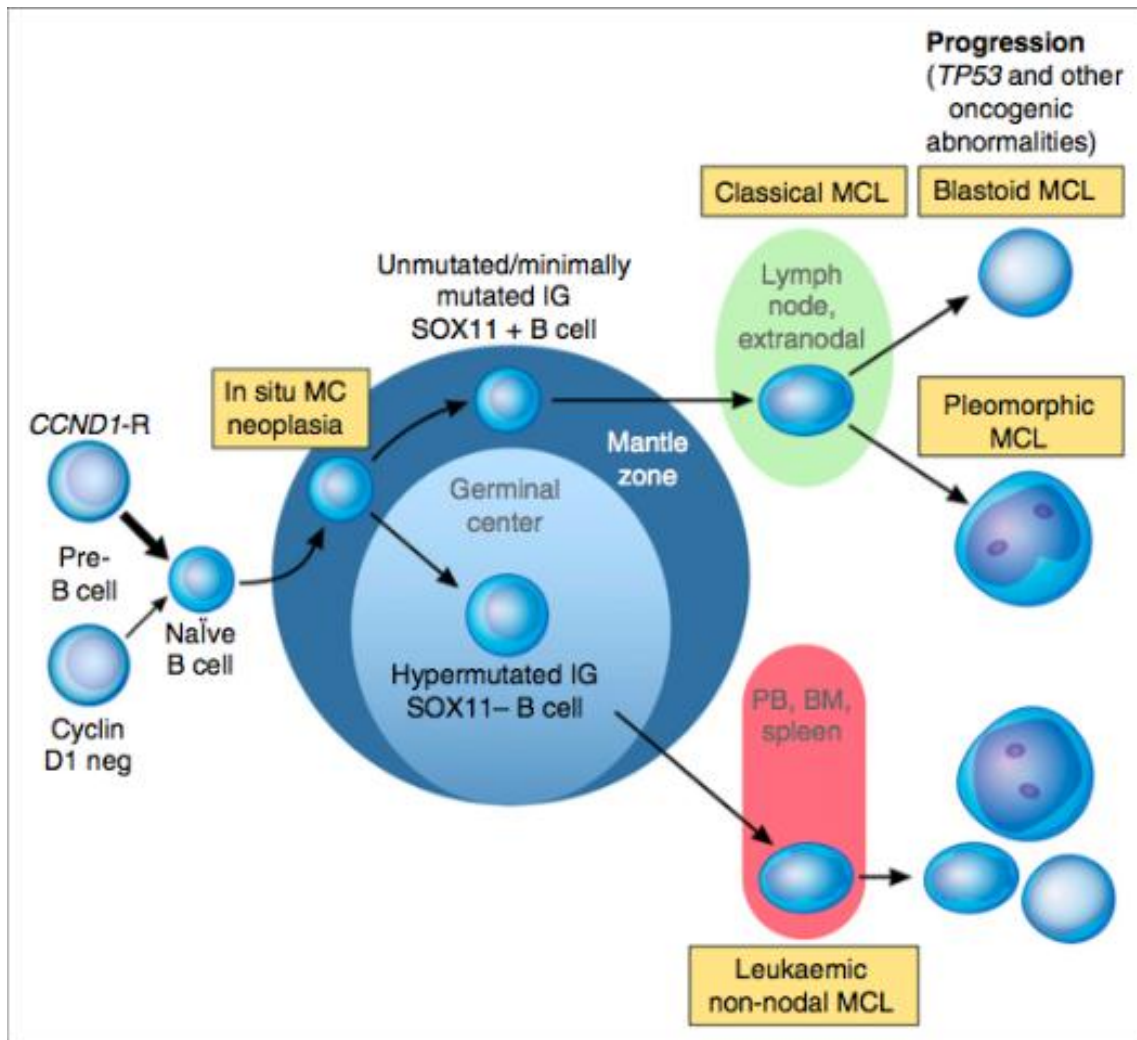 Progression
(TP53 and other
oncogenic
abnormalities)
Classical MCL
Blastoid MCL
Unmutated/minimally
mutated IG
SOX11 + B cell
Lymph
node,
extranodal
In situ MC
neoplasia
CCND1-R
Pleomorphic
MCL
Mantle
zone
Germinal
center
Pre-
B cell
NaÏve
B cell
Hypermutated IG
SOX11– B cell
Cyclin
D1 neg
PB, BM,
spleen
Leukaemic
non-nodal MCL